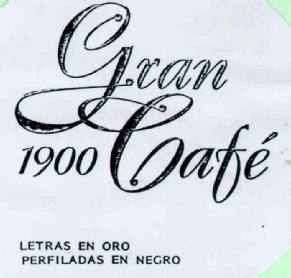 Gran
1900 Café
LETRAS EN ORO
PERFILADAS EN NEGRO